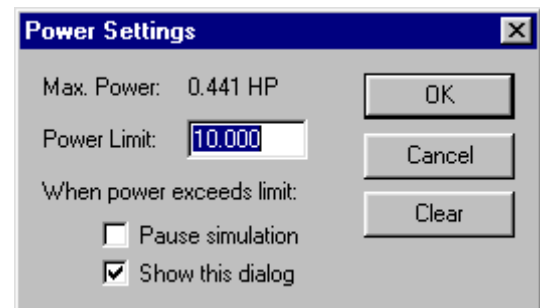 Power Settings
Max. Power: 0.441 HP
OK
Power Limit: 10.000
Cancel
When power exceeds limit:
Clear
Pause simulation
Show this dialog